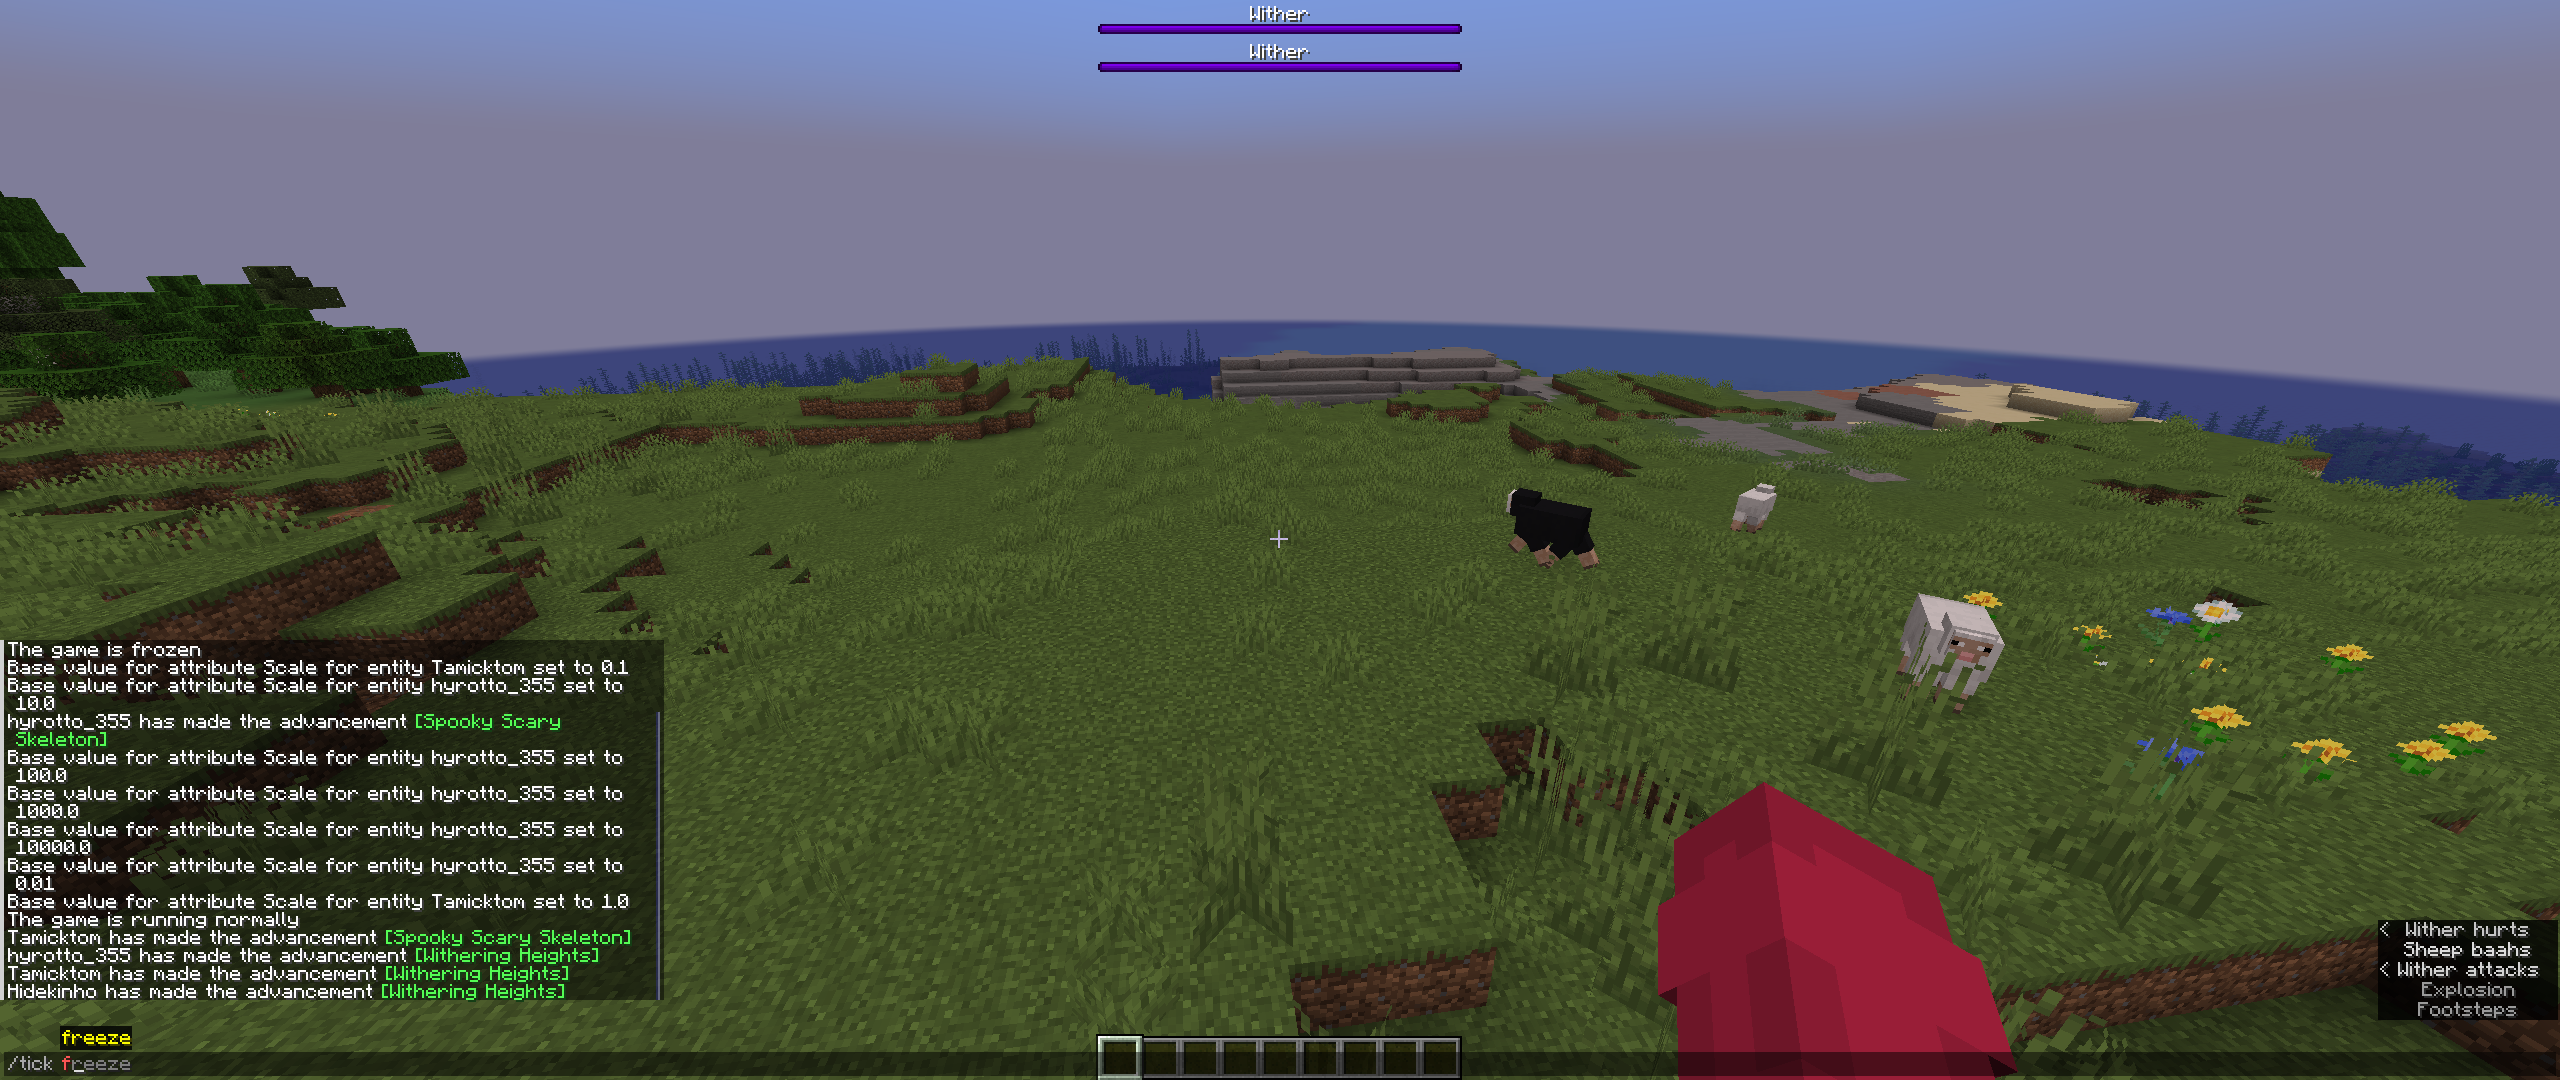 Wither
Wither
The game is frozen
Base value for attribute Scale for entity Tamicktom set to 0.1
Base value for attribute Scale for entity hyrotto_355 set to
10.0
hyrotto_355 has made the advancement [Spooky Scary
Skeleton]
Base value for attribute Scale for entity hyrotto_355 set to
100.0
Base value for attribute Scale for entity hyrotto_355 set to
1000.0
Base value for attribute Scale for entity hyrotto_355 set to
10000.0
Base value for attribute Scale for entity hyrotto_355 set to
0.01
Base value for attribute Scale for entity Tamicktom set to 1.0
The game is running normally
Tamicktom has made the advancement [Spooky Scary Skeleton]
hyrotto_355 has made the advancement [Withering Heights]
Tamicktom has made the advancement [Withering Heights]
Hidekinho has made the advancement [Withering Heights]
< Wither hurts
Sheep baahs
< Wither attacks
Explosion
Footsteps
freeze
/tick freeze